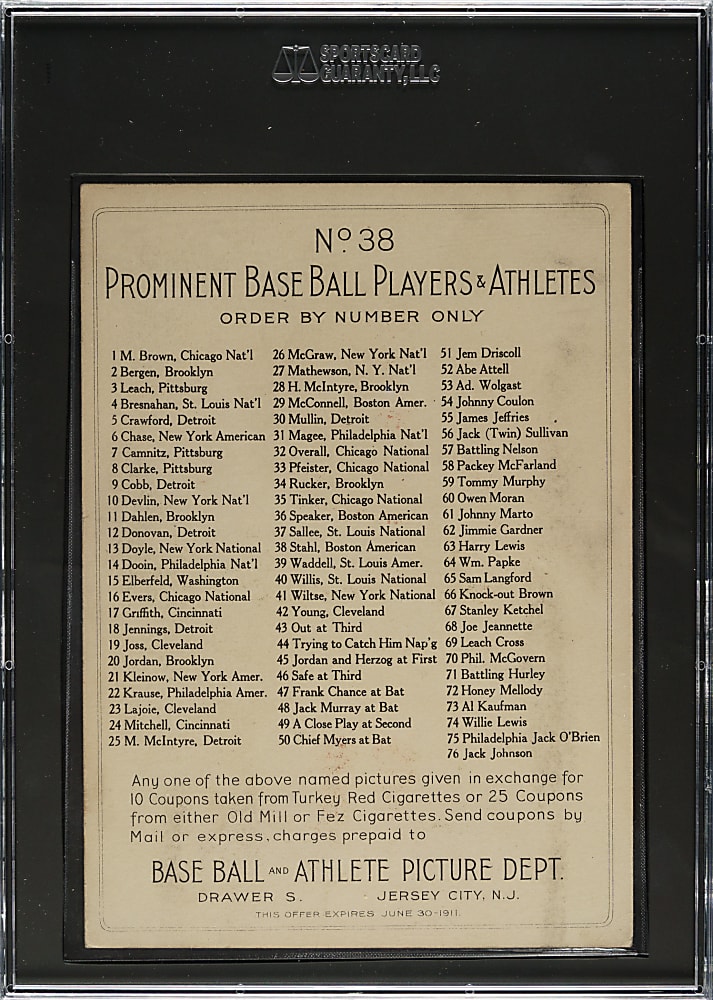 SPORTSCARD
GUARANTY, LLC
Nº 38
PROMINENT BASE BALL PLAYERS & ATHLETES
ORDER BY NUMBER ONLY
1 M. Brown, Chicago Nat'l
2 Bergen, Brooklyn
3 Leach, Pittsburg
4 Bresnahan, St. Louis Nat'l
5 Crawford, Detroit
6 Chase, New York American
7 Camnitz, Pittsburg
8 Clarke, Pittsburg
9 Cobb, Detroit
10 Devlin, New York Nat'l
11 Dahlen, Brooklyn
12 Donovan, Detroit
13 Doyle, New York National
14 Dooin, Philadelphia Nat'l
15 Elberfeld, Washington
16 Evers, Chicago National
17 Griffith, Cincinnati
18 Jennings, Detroit
19 Joss, Cleveland
20 Jordan, Brooklyn
21 Kleinow, New York Amer.
22 Krause, Philadelphia Amer.
23 Lajoie, Cleveland
24 Mitchell, Cincinnati
25 M. McIntyre, Detroit
26 McGraw, New York Nat'l
27 Mathewson, N. Y. Nat'l
28 H. McIntyre, Brooklyn
29 McConnell, Boston Amer.
30 Mullin, Detroit
31 Magee, Philadelphia Nat'l
32 Overall, Chicago National
33 Pfeister, Chicago National
34 Rucker, Brooklyn
35 Tinker, Chicago National
36 Speaker, Boston American
37 Sallee, St. Louis National
38 Stahl, Boston American
39 Waddell, St. Louis Amer.
40 Willis, St. Louis National
41 Wiltse, New York National
42 Young, Cleveland
43 Out at Third
44 Trying to Catch Him Nap'g
45 Jordan and Herzog at First
46 Safe at Third
47 Frank Chance at Bat
48 Jack Murray at Bat
49 A Close Play at Second
50 Chief Myers at Bat
51 Jem Driscoll
52 Abe Attell
53 Ad. Wolgast
54 Johnny Coulon
55 James Jeffries
56 Jack (Twin) Sullivan
57 Battling Nelson
58 Packey McFarland
59 Tommy Murphy
60 Owen Moran
61 Johnny Marto
62 Jimmie Gardner
63 Harry Lewis
64 Wm. Papke
65 Sam Langford
66 Knock-out Brown
67 Stanley Ketchel
68 Joe Jeannette
69 Leach Cross
70 Phil. McGovern
71 Battling Hurley
72 Honey Mellody
73 Al Kaufman
74 Willie Lewis
75 Philadelphia Jack O'Brien
76 Jack Johnson
Any one of the above named pictures given in exchange for
10 Coupons taken from Turkey Red Cigarettes or 25 Coupons
from either Old Mill or Fez Cigarettes. Send coupons by
Mail or express, charges prepaid to
BASE BALL AND ATHLETE PICTURE DEPT.
DRAWER S. JERSEY CITY, N.J.
THIS OFFER EXPIRES JUNE 30-1911.